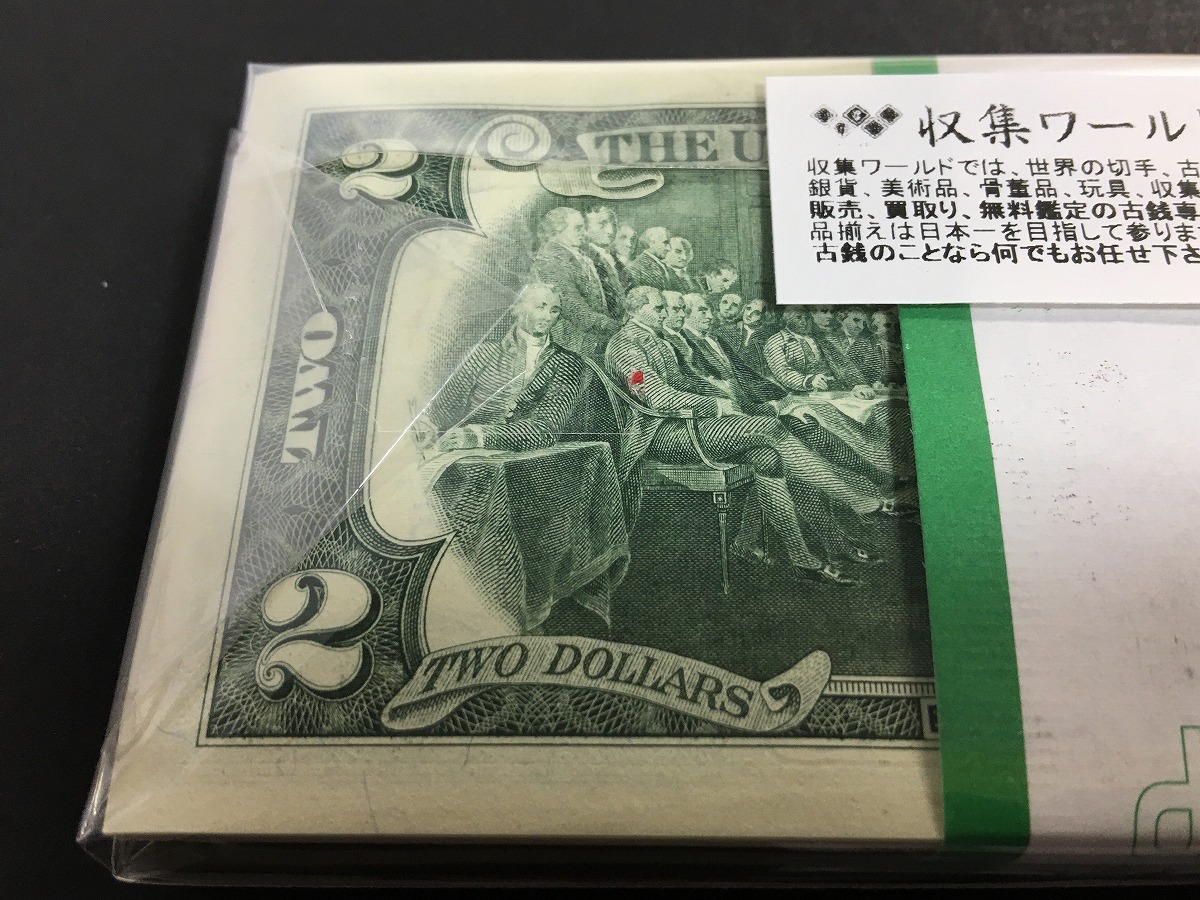 2
THE U
収集ワール
収集ワールドでは、世界の切手、古
銀貨、美術品、骨董品、玩具、収集
販売、買取り、無料鑑定の古銭専
品揃えは日本一を目指して参りま
古銭のことなら何でもお任せ下さ
TWO
2
TWO DOLLARS